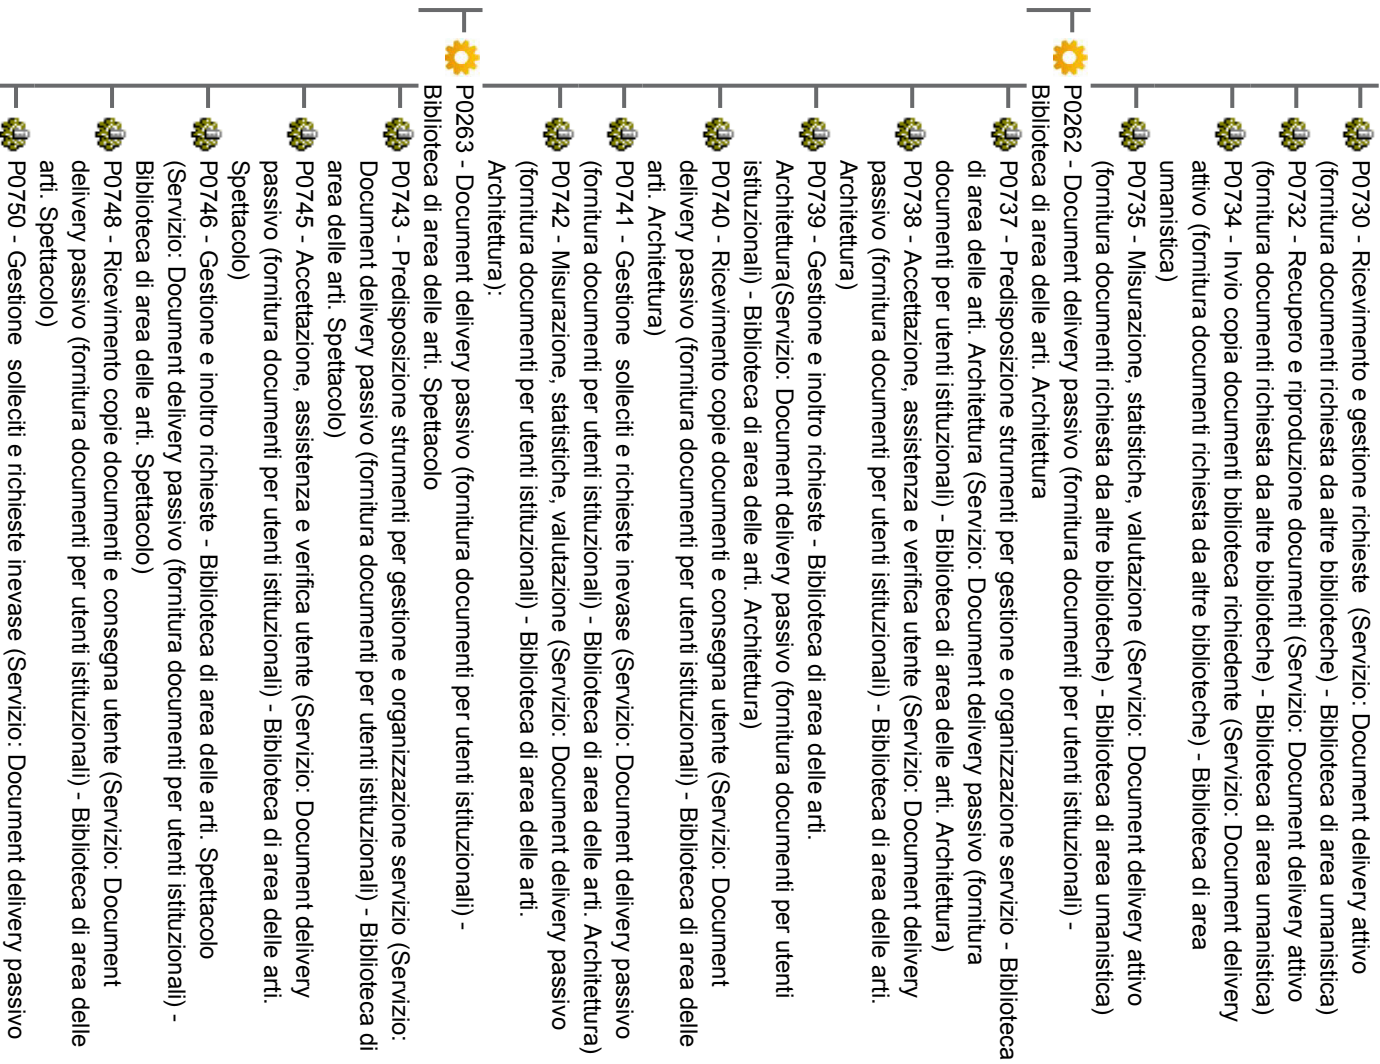 P0730 - Ricevimento e gestione richieste  (Servizio: Document delivery attivo
(fornitura documenti richiesta da altre biblioteche) - Biblioteca di area umanistica)
P0732 - Recupero e riproduzione documenti (Servizio: Document delivery attivo
(fornitura documenti richiesta da altre biblioteche) - Biblioteca di area umanistica)
P0734 - Invio copia documenti biblioteca richiedente (Servizio: Document delivery
attivo (fornitura documenti richiesta da altre biblioteche) - Biblioteca di area
umanistica)
P0735 - Misurazione, statistiche, valutazione (Servizio: Document delivery attivo
(fornitura documenti richiesta da altre biblioteche) - Biblioteca di area umanistica)
P0262 - Document delivery passivo (fornitura documenti per utenti istituzionali) -
Biblioteca di area delle arti. Architettura
P0737 - Predisposizione strumenti per gestione e organizzazione servizio - Biblioteca
di area delle arti. Architettura (Servizio: Document delivery passivo (fornitura
documenti per utenti istituzionali) - Biblioteca di area delle arti. Architettura)
P0738 - Accettazione, assistenza e verifica utente (Servizio: Document delivery
passivo (fornitura documenti per utenti istituzionali) - Biblioteca di area delle arti.
Architettura)
P0739 - Gestione e inoltro richieste - Biblioteca di area delle arti.
Architettura(Servizio: Document delivery passivo (fornitura documenti per utenti
istituzionali) - Biblioteca di area delle arti. Architettura)
P0740 - Ricevimento copie documenti e consegna utente (Servizio: Document
delivery passivo (fornitura documenti per utenti istituzionali) - Biblioteca di area delle
arti. Architettura)
P0741 - Gestione  solleciti e richieste inevase (Servizio: Document delivery passivo
(fornitura documenti per utenti istituzionali) - Biblioteca di area delle arti. Architettura)
P0742 - Misurazione, statistiche, valutazione (Servizio: Document delivery passivo
(fornitura documenti per utenti istituzionali) - Biblioteca di area delle arti.
Architettura):
P0263 - Document delivery passivo (fornitura documenti per utenti istituzionali) -
Biblioteca di area delle arti. Spettacolo
P0743 - Predisposizione strumenti per gestione e organizzazione servizio (Servizio:
Document delivery passivo (fornitura documenti per utenti istituzionali) - Biblioteca di
area delle arti. Spettacolo)
P0745 - Accettazione, assistenza e verifica utente (Servizio: Document delivery
passivo (fornitura documenti per utenti istituzionali) - Biblioteca di area delle arti.
Spettacolo)
P0746 - Gestione e inoltro richieste - Biblioteca di area delle arti. Spettacolo
(Servizio: Document delivery passivo (fornitura documenti per utenti istituzionali) -
Biblioteca di area delle arti. Spettacolo)
P0748 - Ricevimento copie documenti e consegna utente (Servizio: Document
delivery passivo (fornitura documenti per utenti istituzionali) - Biblioteca di area delle
arti. Spettacolo)
P0750 - Gestione  solleciti e richieste inevase (Servizio: Document delivery passivo